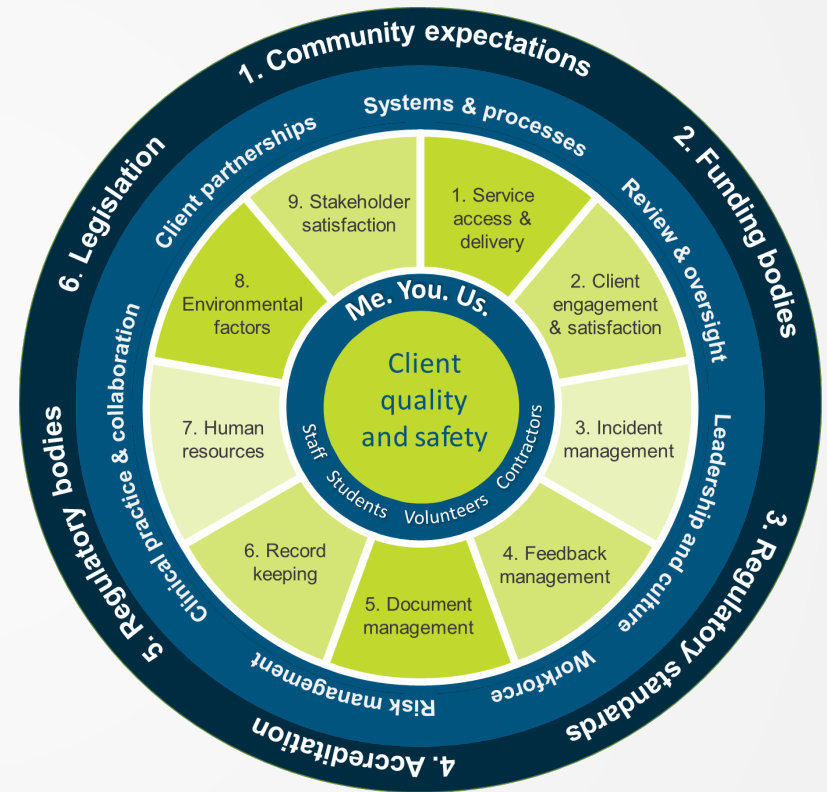 1. Community expectations
2. Funding bodies
3. Regulatory standards
4. Accreditation
5. Regulatory bodies
6. Legislation
Systems & processes
Review & oversight
Leadership and culture
Workforce
Risk management
Clinical practice & collaboration
Client partnerships
1. Service
access &
delivery
2. Client
engagement
& satisfaction
3. Incident
management
4. Feedback
management
5. Document
management
6. Record
keeping
7. Human
resources
8.
Environmental
factors
9. Stakeholder
satisfaction
Me. You. Us.
Staff
Students
Volunteers
Contractors
Client
quality
and safety